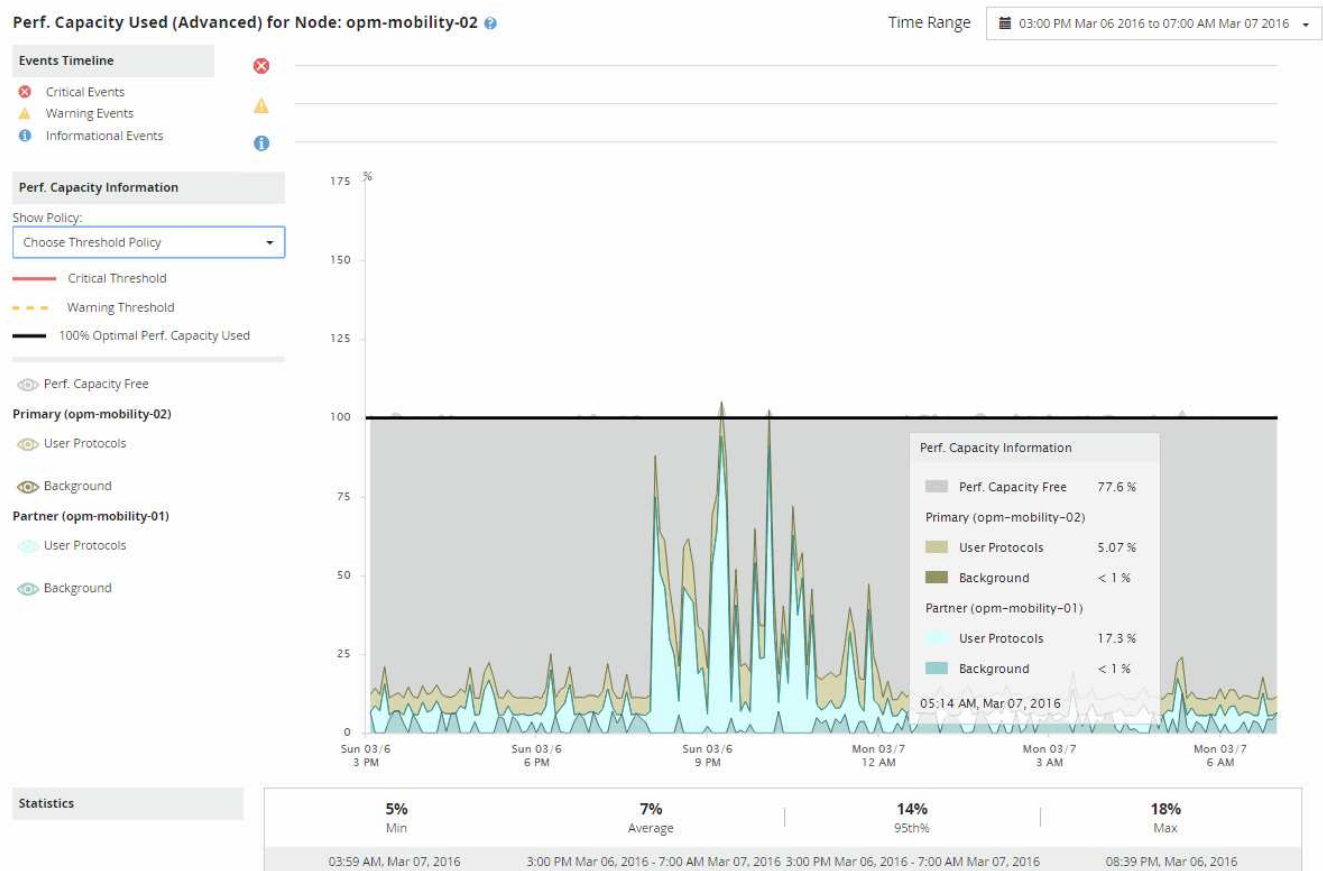 Perf. Capacity Used (Advanced) for Node: opm-mobility-02 ?
Time Range 03:00 PM Mar 06 2016 to 07:00 AM Mar 07 2016
Events Timeline
Critical Events
Warning Events
Informational Events
Perf. Capacity Information
Show Policy:
Choose Threshold Policy
Critical Threshold
Warning Threshold
100% Optimal Perf. Capacity Used
Perf. Capacity Free
Primary (opm-mobility-02)
User Protocols
Background
Partner (opm-mobility-01)
User Protocols
Background
%
175
150
125
100
75
50
25
0
Sun 03/6 Sun 03/6 Sun 03/6 Mon 03/7 Mon 03/7 Mon 03/7
3 PM 6 PM 9 PM 12 AM 3 AM 6 AM
Perf. Capacity Information
Perf. Capacity Free 77.6 %
Primary (opm-mobility-02)
User Protocols 5.07 %
Background < 1 %
Partner (opm-mobility-01)
User Protocols 17.3 %
Background < 1 %
05:14 AM, Mar 07, 2016
Statistics
5% 7% 14% 18%
Min Average 95th% Max
03:59 AM, Mar 07, 2016 3:00 PM Mar 06, 2016 - 7:00 AM Mar 07, 2016 3:00 PM Mar 06, 2016 - 7:00 AM Mar 07, 2016 08:39 PM, Mar 06, 2016